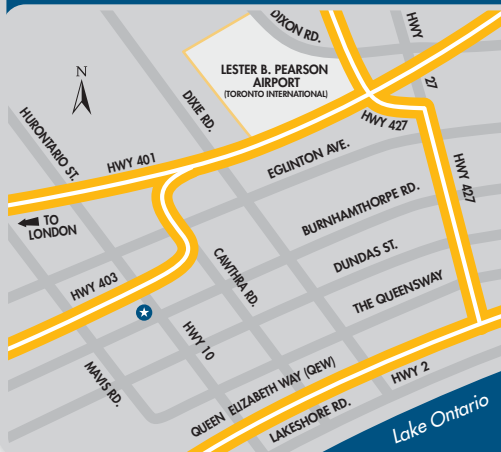 DIXON RD.
HWY
27
LESTER B. PEARSON
AIRPORT
(TORONTO INTERNATIONAL)
N
DIXIE RD.
HURONTARIO ST.
HWY 401
HWY 427
EGLINTON AVE.
HWY 427
BURNHAMTHORPE RD.
TO
LONDON
DUNDAS ST.
CAWTHRA RD.
HWY 403
THE QUEENSWAY
HWY 10
MAVIS RD.
HWY 2
QUEEN ELIZABETH WAY (QEW)
LAKESHORE RD.
Lake Ontario